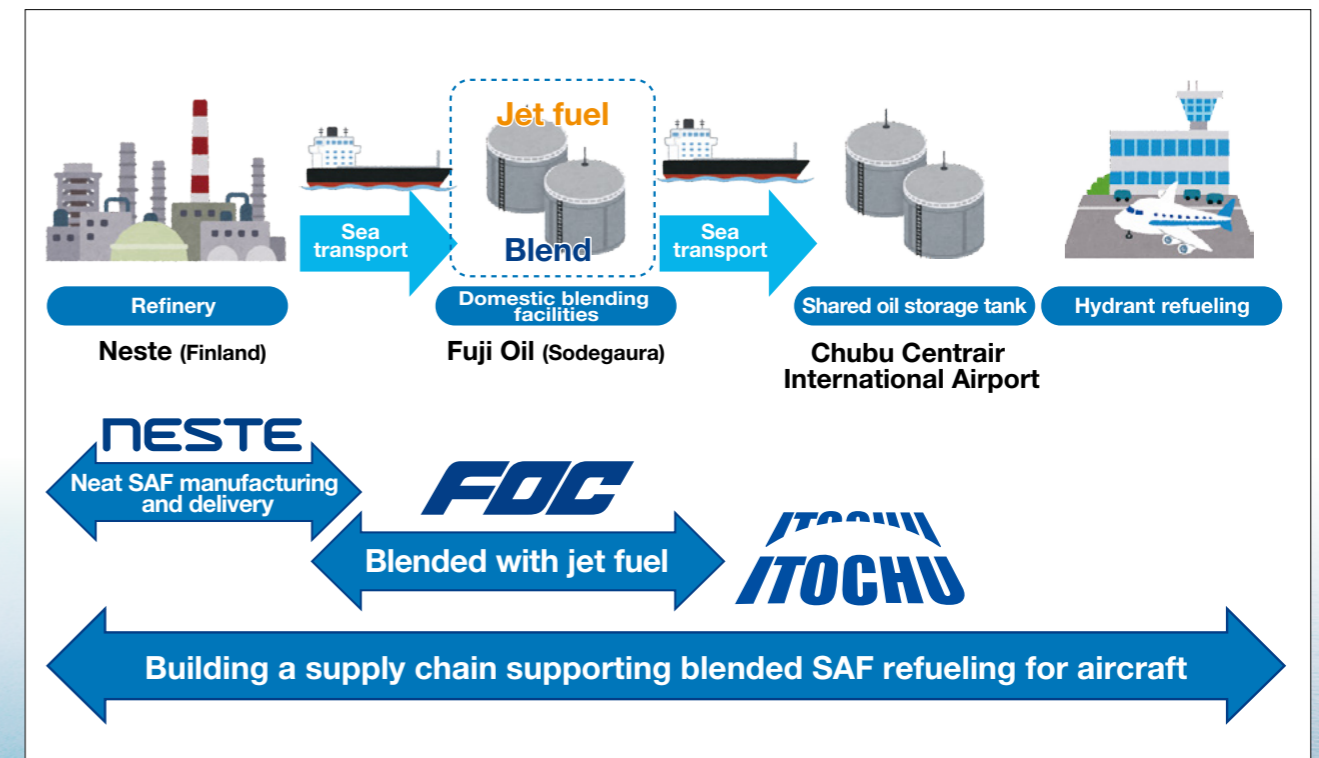 Jet fuel
Blend
Sea
transport
Sea
transport
Refinery
Domestic blending
facilities
Shared oil storage tank
Hydrant refueling
Neste (Finland)
Fuji Oil (Sodegaura)
Chubu Centrair
International Airport
NESTE
Neat SAF manufacturing
and delivery
FOC
Blended with jet fuel
ITOCHU
ITOCHU
Building a supply chain supporting blended SAF refueling for aircraft